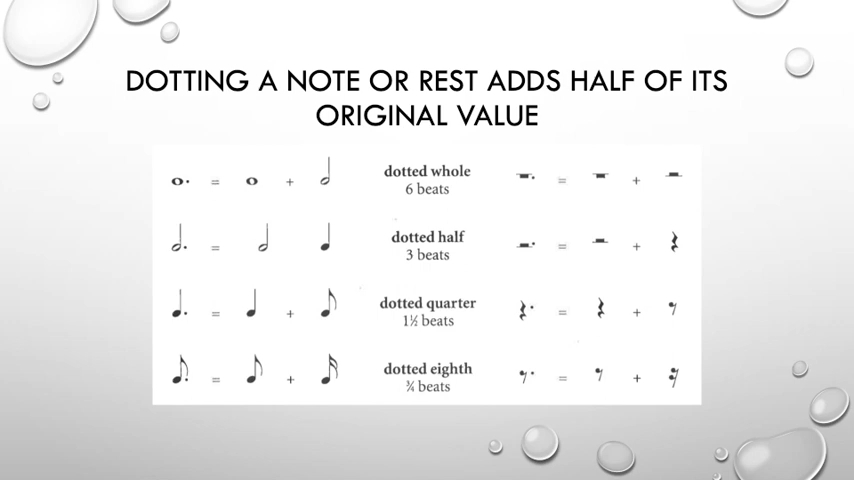 DOTTING A NOTE OR REST ADDS HALF OF ITS
ORIGINAL VALUE
= + dotted whole = +
6 beats
= dotted half = +
3 beats
= + dotted quarter = +
1½ beats
= + dotted eighth = +
¾ beats